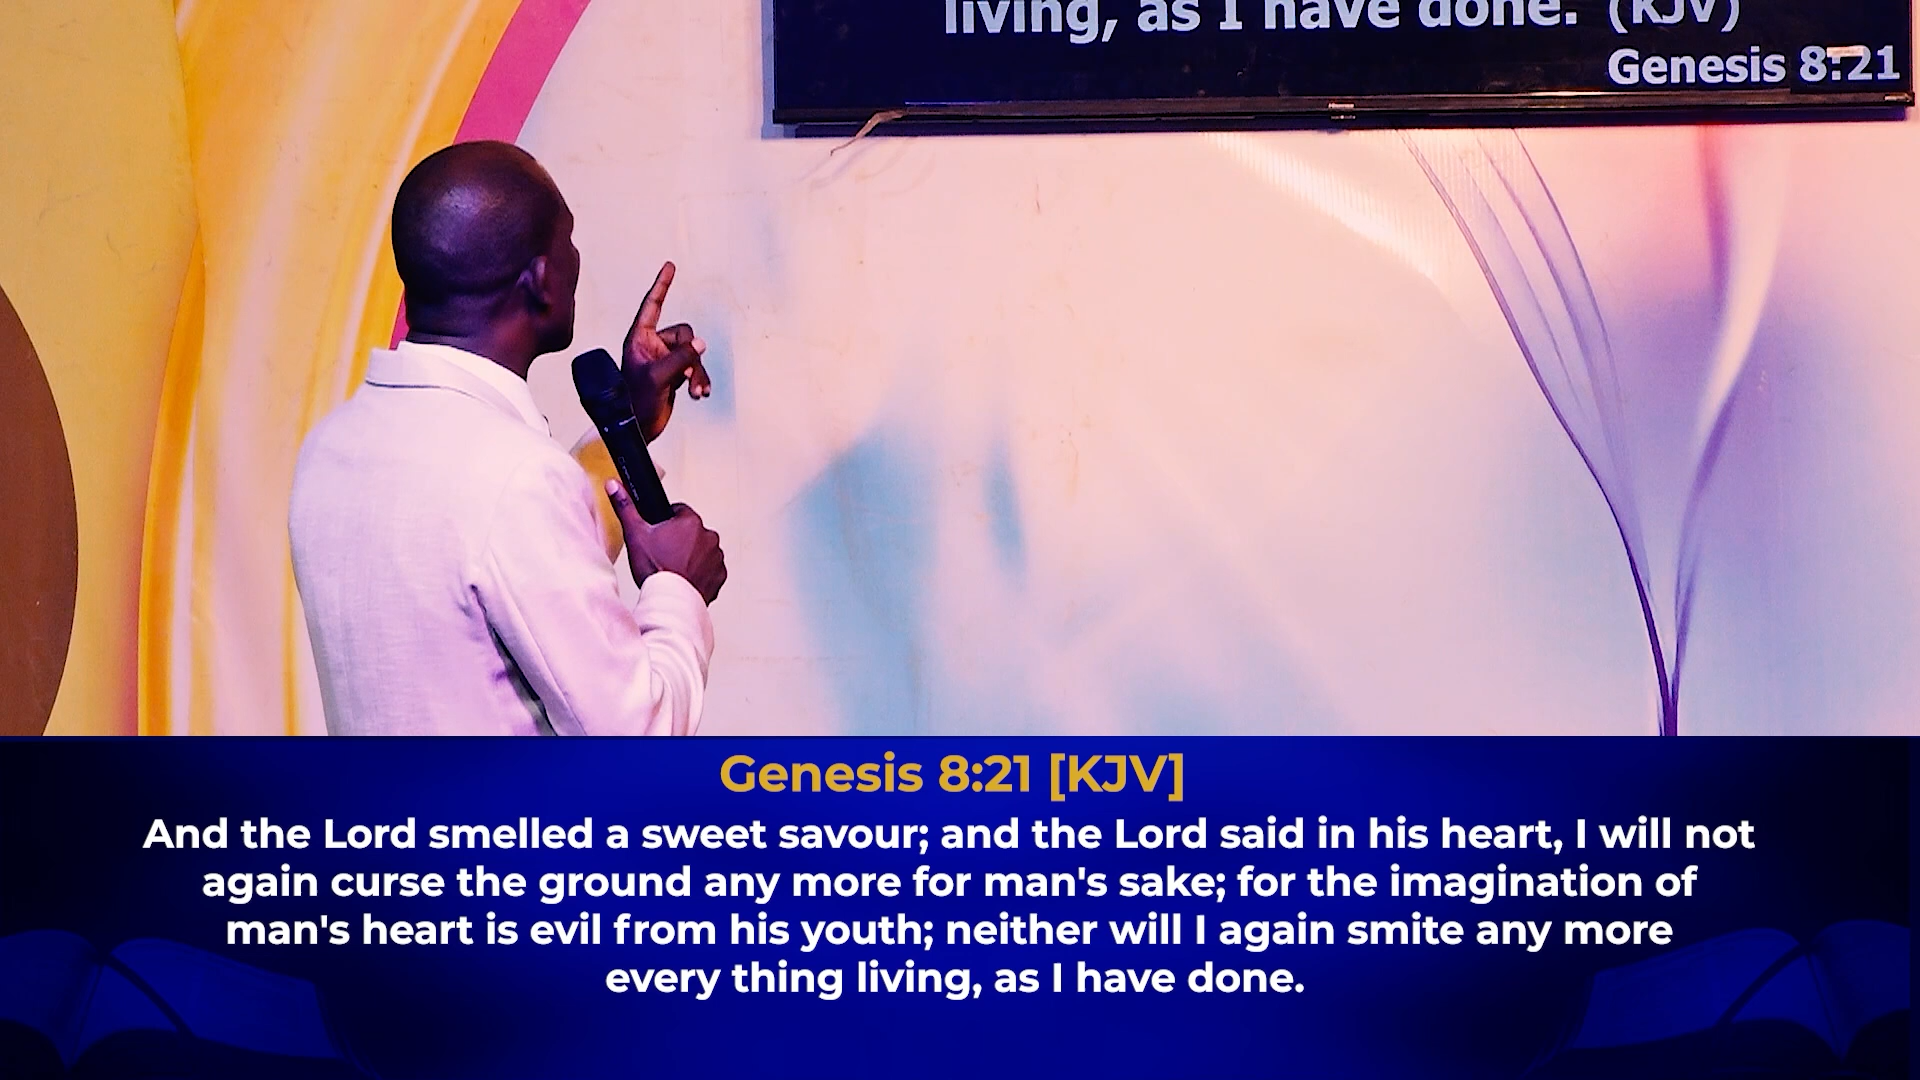 living, as I have done. (KJV)
Genesis 8:21
Hisense
Genesis 8:21 [KJV]
And the Lord smelled a sweet savour; and the Lord said in his heart, I will not
again curse the ground any more for man's sake; for the imagination of
man's heart is evil from his youth; neither will I again smite any more
every thing living, as I have done.